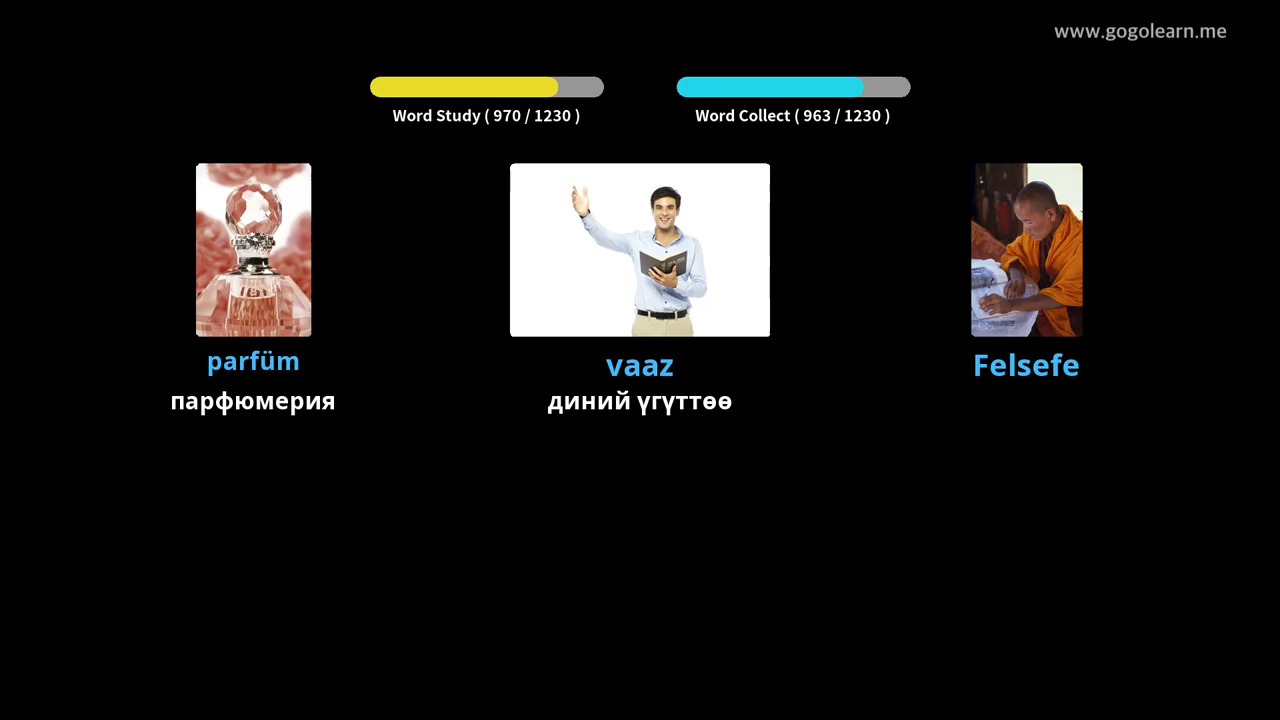 www.gogolearn.me
Word Study ( 970 / 1230 )
Word Collect ( 963 / 1230 )
parfüm
парфюмерия
vaaz
диний үгүттөө
Felsefe